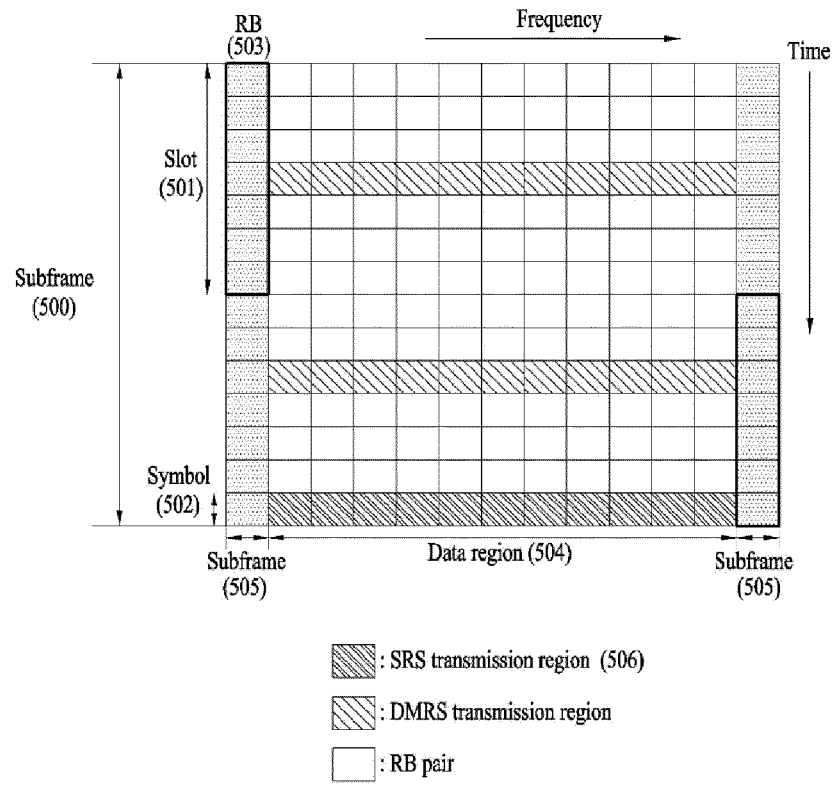 RB
(503)
Frequency
Time
Slot
(501)
Subframe
(500)
Symbol
(502)
Subframe
(505)
Data region (504)
Subframe
(505)
: SRS transmission region (506)
: DMRS transmission region
: RB pair